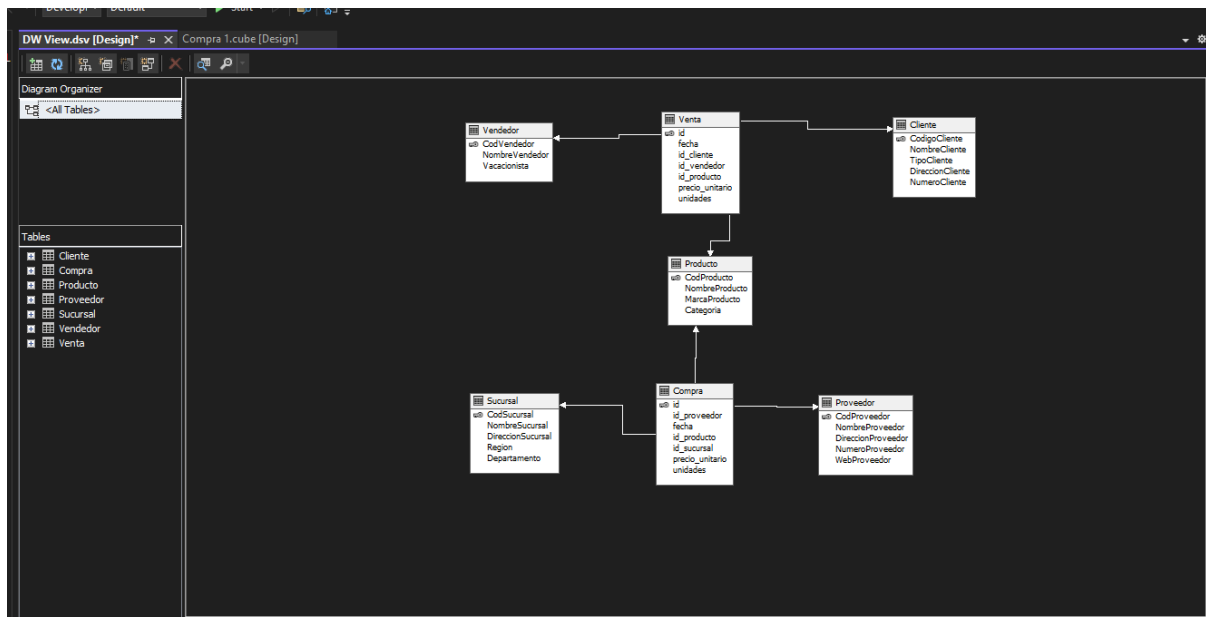 Start
DW View.dsv [Design]* Compra 1.cube [Design]
Diagram Organizer
<All Tables>
Tables
Cliente
Compra
Producto
Proveedor
Sucursal
Vendedor
Venta
Vendedor
CodVendedor
NombreVendedor
Vacacionista
Venta
id
fecha
id_cliente
id_vendedor
id_producto
precio_unitario
unidades
Cliente
CodigoCliente
NombreCliente
TipoCliente
DireccionCliente
NumeroCliente
Producto
CodProducto
NombreProducto
MarcaProducto
Categoria
Sucursal
CodSucursal
NombreSucursal
DireccionSucursal
Region
Departamento
Compra
id
id_proveedor
fecha
id_producto
id_sucursal
precio_unitario
unidades
Proveedor
CodProveedor
NombreProveedor
DireccionProveedor
NumeroProveedor
WebProveedor